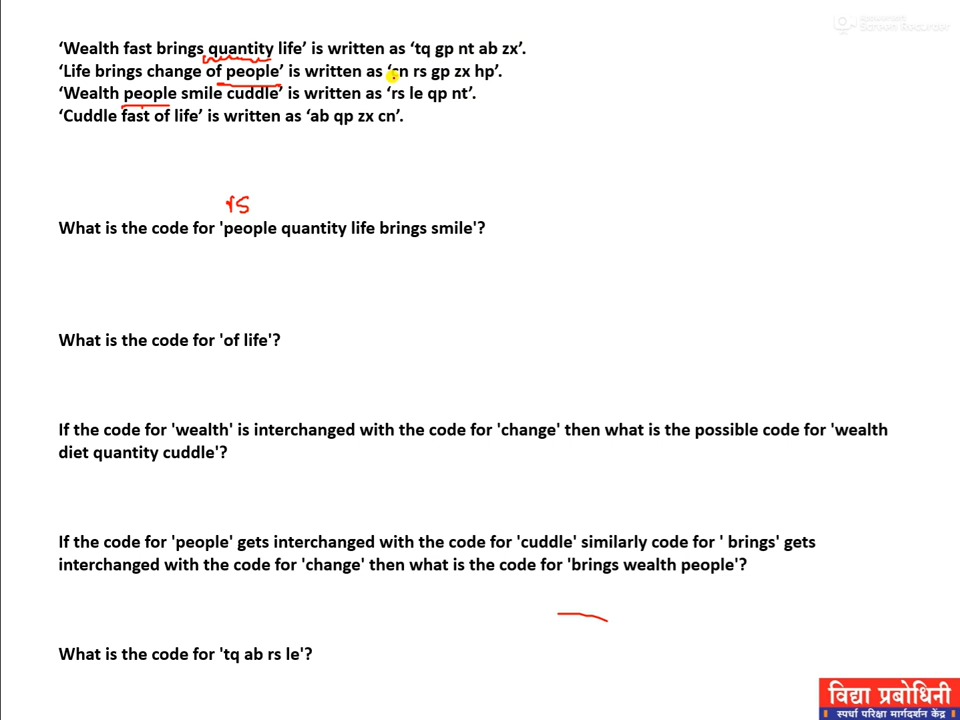 Screen Recorder
‘Wealth fast brings quantity life’ is written as ‘tq gp nt ab zx’.
‘Life brings change of people’ is written as ‘cn rs gp zx hp’.
‘Wealth people smile cuddle’ is written as ‘rs le qp nt’.
‘Cuddle fast of life’ is written as ‘ab qp zx cn’.
rs
What is the code for 'people quantity life brings smile'?
What is the code for 'of life'?
If the code for 'wealth' is interchanged with the code for 'change' then what is the possible code for 'wealth
diet quantity cuddle'?
If the code for 'people' gets interchanged with the code for 'cuddle' similarly code for ' brings' gets
interchanged with the code for 'change' then what is the code for 'brings wealth people'?
What is the code for 'tq ab rs le'?
विद्या प्रबोधिनी
स्पर्धा परिक्षा मार्गदर्शन केंद्र